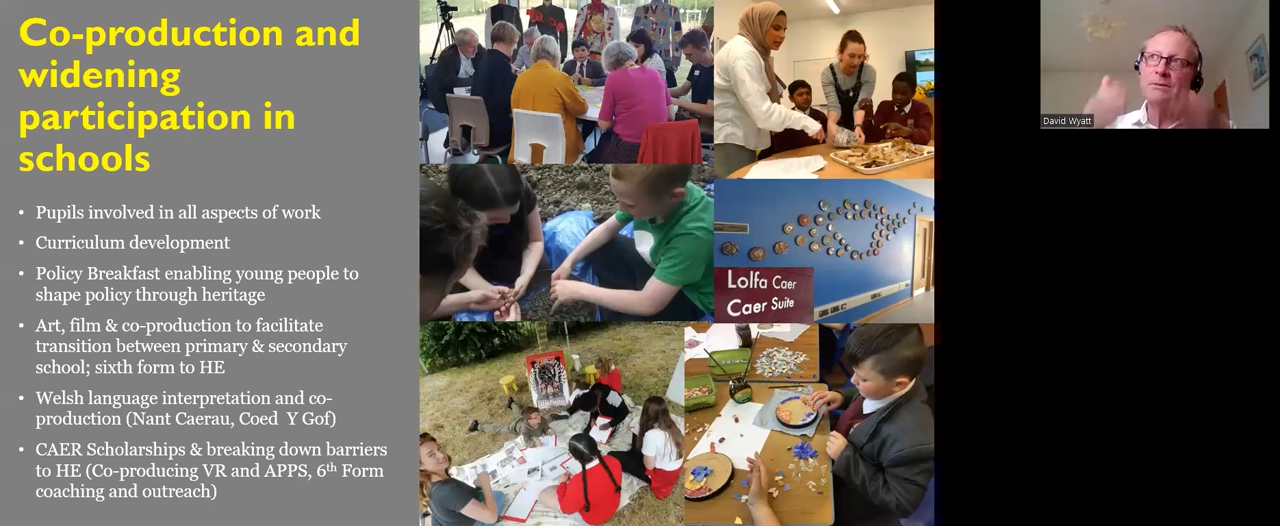 Co-production and
widening
participation in
schools
• Pupils involved in all aspects of work
• Curriculum development
• Policy Breakfast enabling young people to
shape policy through heritage
• Art, film & co-production to facilitate
transition between primary & secondary
school; sixth form to HE
• Welsh language interpretation and co-
production (Nant Caerau, Coed Y Gof)
• CAER Scholarships & breaking down barriers
to HE (Co-producing VR and APPS, 6th Form
coaching and outreach)
Lolfa Caer
Caer Suite
David Wyatt